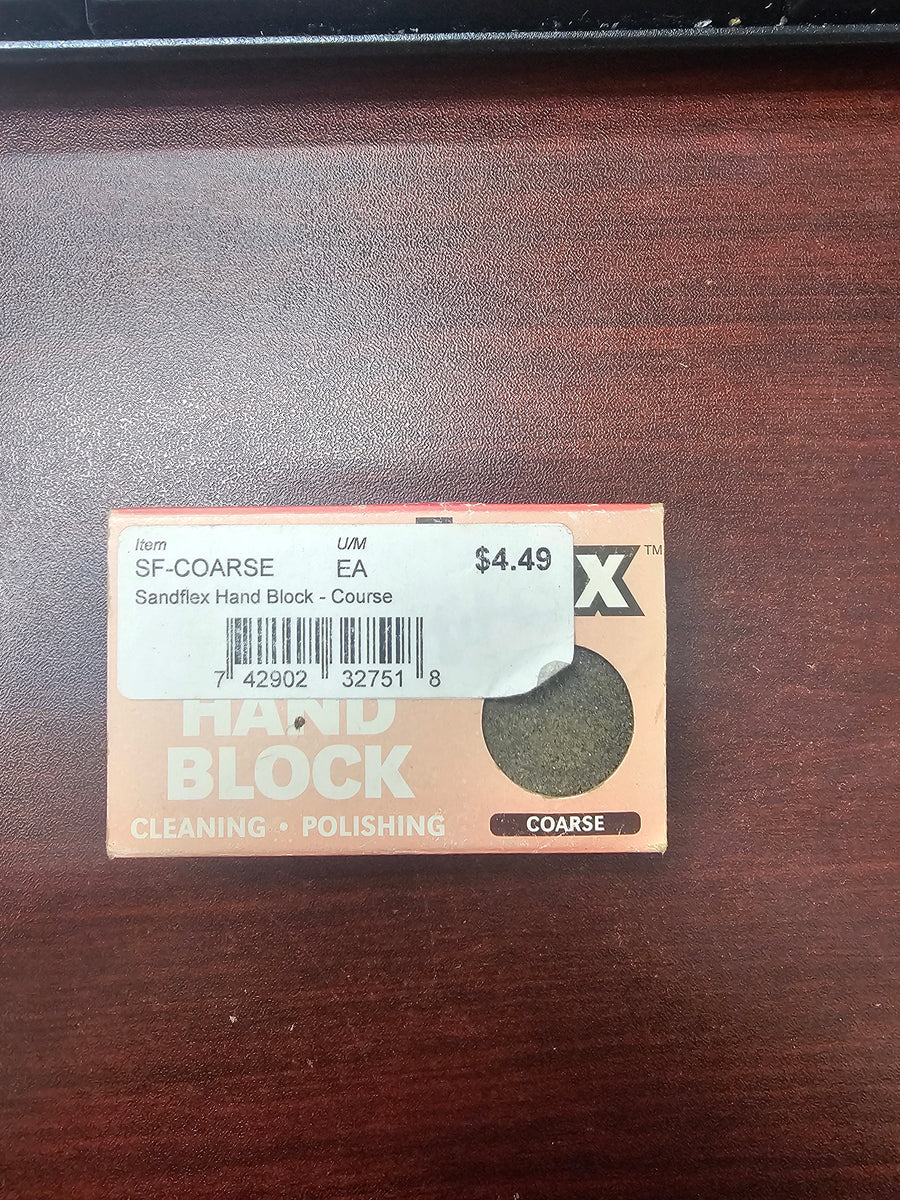 Item U/M
SF-COARSE EA $4.49
Sandflex Hand Block - Course
7 42902 32751 8
X™
HAND
BLOCK
CLEANING • POLISHING
COARSE